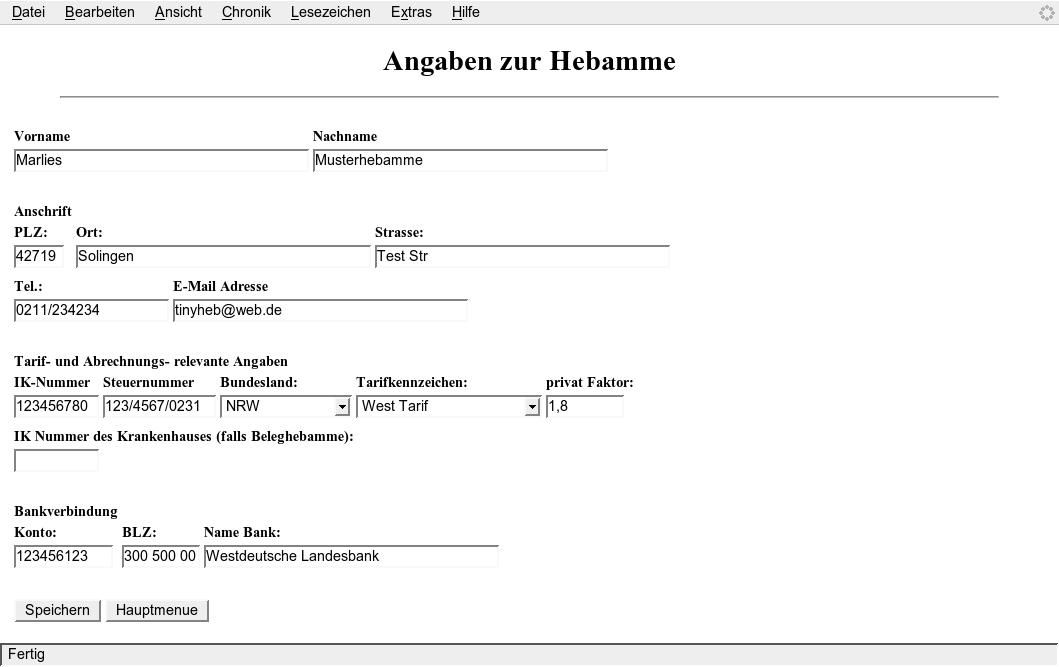 Datei Bearbeiten Ansicht Chronik Lesezeichen Extras Hilfe
Angaben zur Hebamme
Vorname Nachname
Marlies Musterhebamme
Anschrift
PLZ: Ort: Strasse:
42719 Solingen Test Str
Tel.: E-Mail Adresse
0211/234234 tinyheb@web.de
Tarif- und Abrechnungs- relevante Angaben
IK-Nummer Steuernummer Bundesland: Tarifkennzeichen: privat Faktor:
123456780 123/4567/0231 NRW West Tarif 1,8
IK Nummer des Krankenhauses (falls Beleghebamme):
Bankverbindung
Konto: BLZ: Name Bank:
123456123 300 500 00 Westdeutsche Landesbank
Speichern Hauptmenue
Fertig